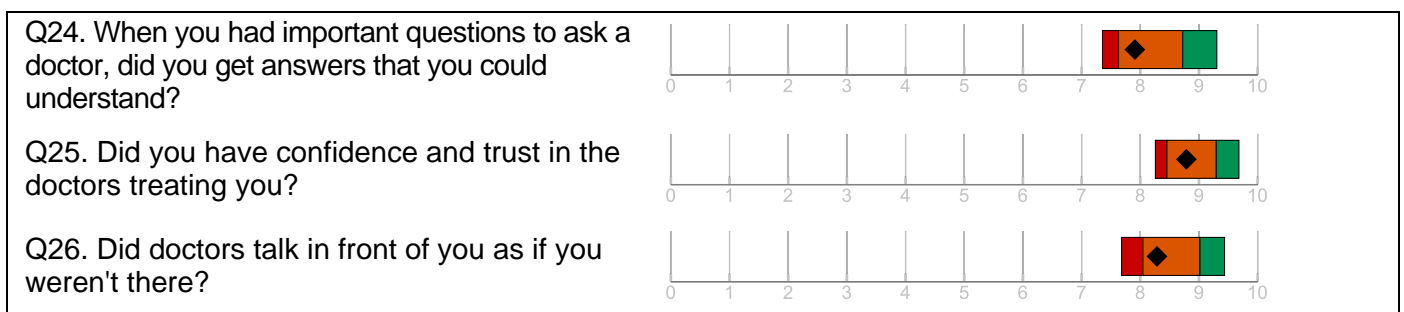 Q24. When you had important questions to ask a
doctor, did you get answers that you could
understand?
0 1 2 3 4 5 6 7 8 9 10
Q25. Did you have confidence and trust in the
doctors treating you?
0 1 2 3 4 5 6 7 8 9 10
Q26. Did doctors talk in front of you as if you
weren't there?
0 1 2 3 4 5 6 7 8 9 10